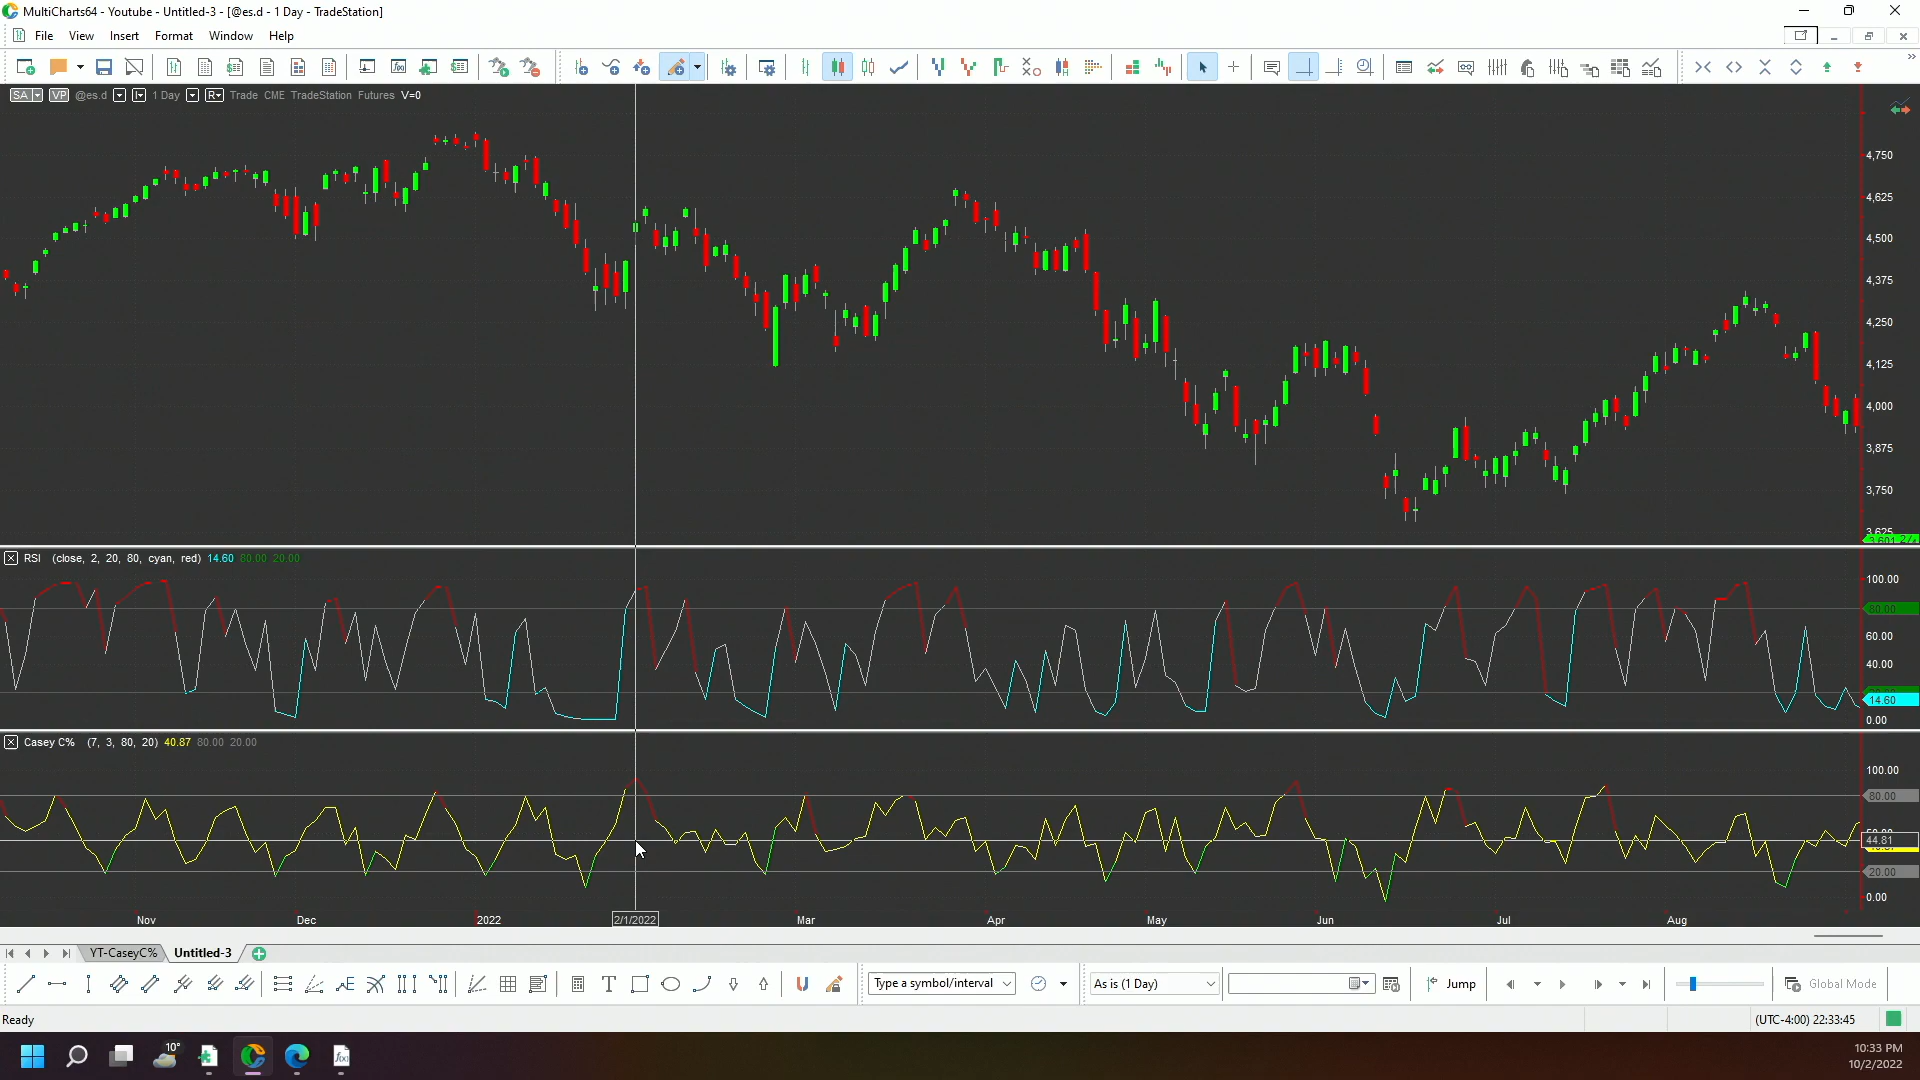 MultiCharts64 - Youtube - Untitled-3 - [@es.d - 1 Day - TradeStation]
File View Insert Format Window Help
SA VP @es.d 1 Day R Trade CME TradeStation Futures V=0
4,750
4,625
4,500
4,375
4,250
4,125
4,000
3,875
3,750
3,625
RSI (close, 2, 20, 80, cyan, red) 14.60 80.00 20.00
100.00
80.00
60.00
40.00
14.60
0.00
Casey C% (7, 3, 80, 20) 40.87 80.00 20.00
100.00
80.00
44.81
20.00
0.00
Nov Dec 2022 2/1/2022 Mar Apr May Jun Jul Aug
YT-CaseyC% Untitled-3
Type a symbol/interval As is (1 Day) Jump Global Mode
Ready (UTC-4:00) 22:33:45
10°
10:33 PM
10/2/2022